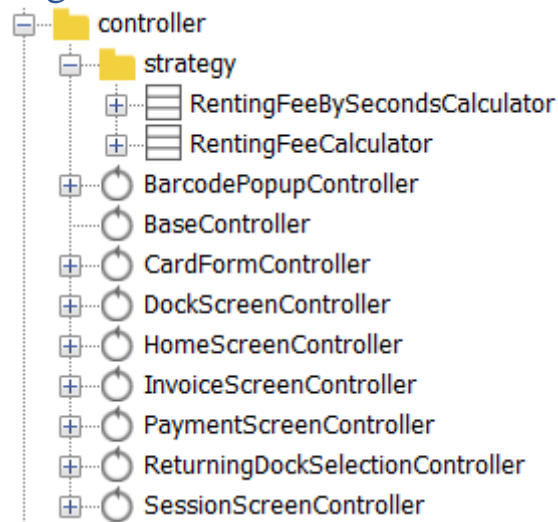 controller
strategy
RentingFeeBySecondsCalculator
RentingFeeCalculator
BarcodePopupController
BaseController
CardFormController
DockScreenController
HomeScreenController
InvoiceScreenController
PaymentScreenController
ReturningDockSelectionController
SessionScreenController